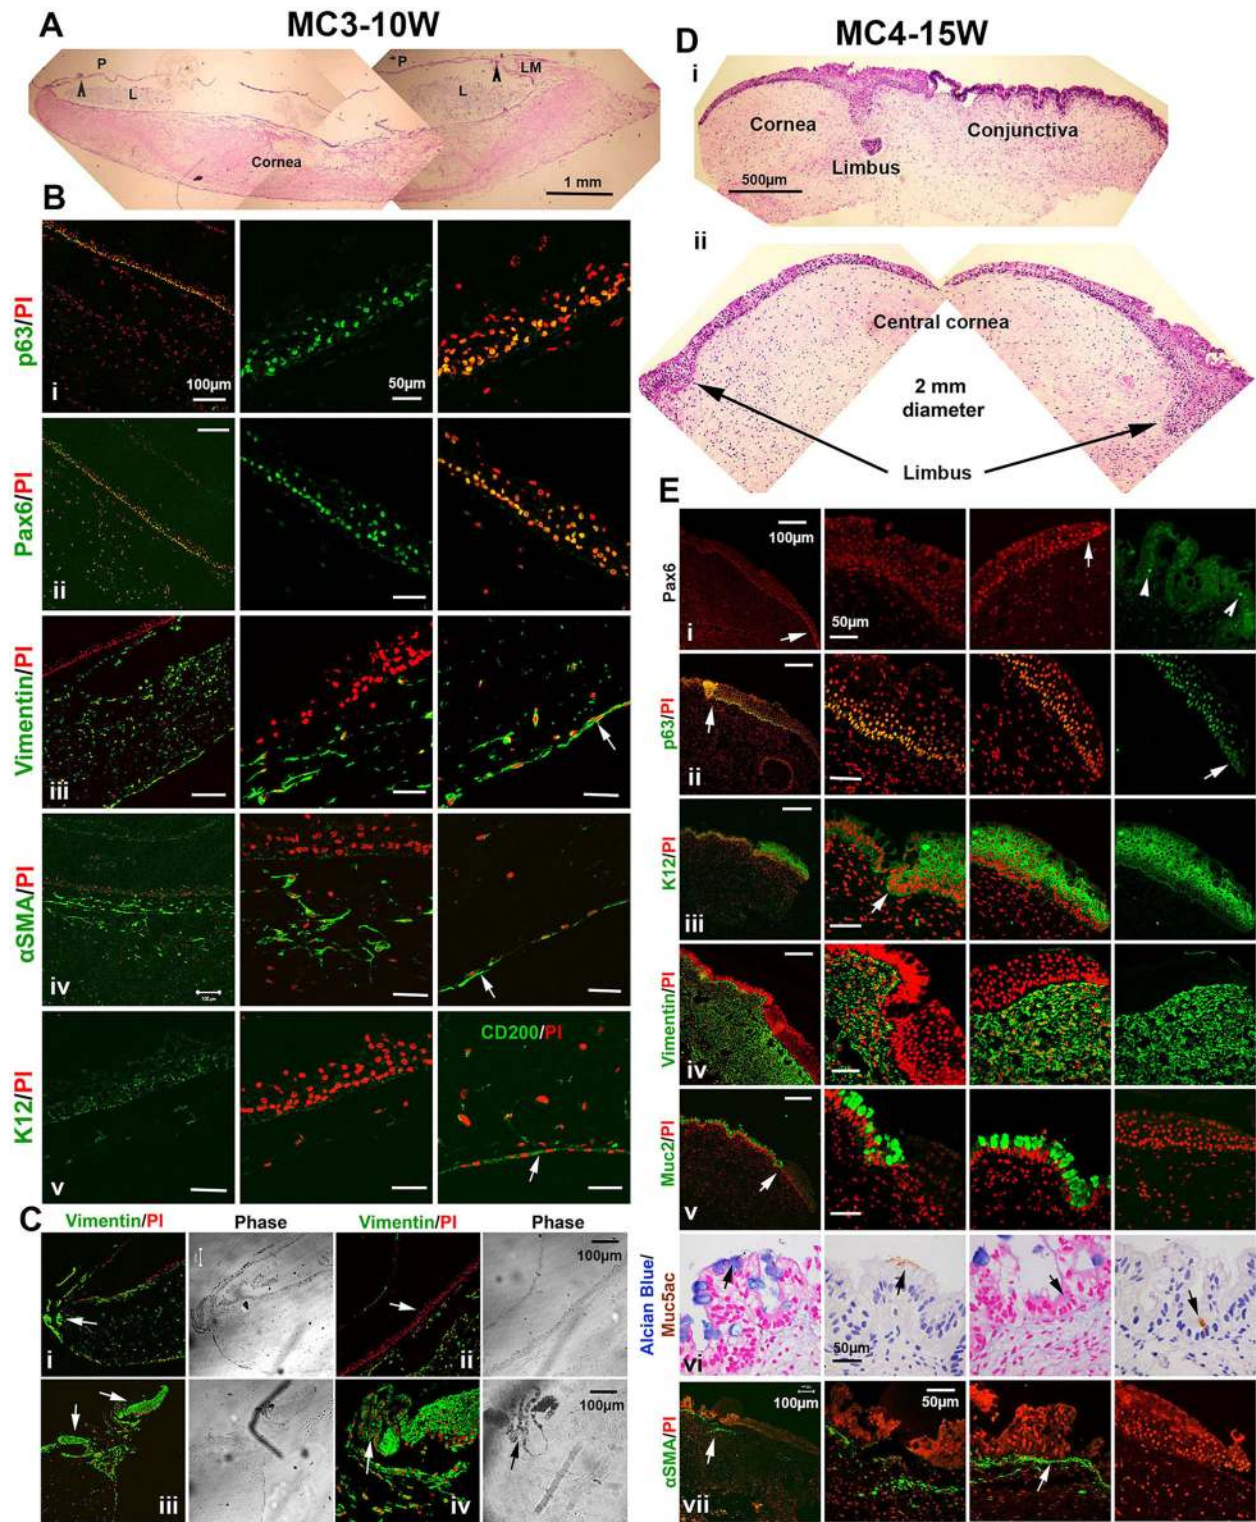 A
MC3-10W
P
L
P
LM
L
Cornea
1 mm
B
p63/PI
i
100µm
50µm
Pax6/PI
ii
Vimentin/PI
iii
αSMA/PI
iv
K12/PI
v
CD200/PI
C
Vimentin/PI
Phase
Vimentin/PI
Phase
i
ii
100µm
iii
iv
100µm
D
MC4-15W
i
Cornea
Conjunctiva
Limbus
500µm
ii
Central cornea
2 mm
diameter
Limbus
E
Pax6
i
100µm
50µm
p63/PI
ii
K12/PI
iii
Vimentin/PI
iv
Muc2/PI
v
Alcian Blue/
Muc5ac
vi
50µm
αSMA/PI
vii
100µm
50µm